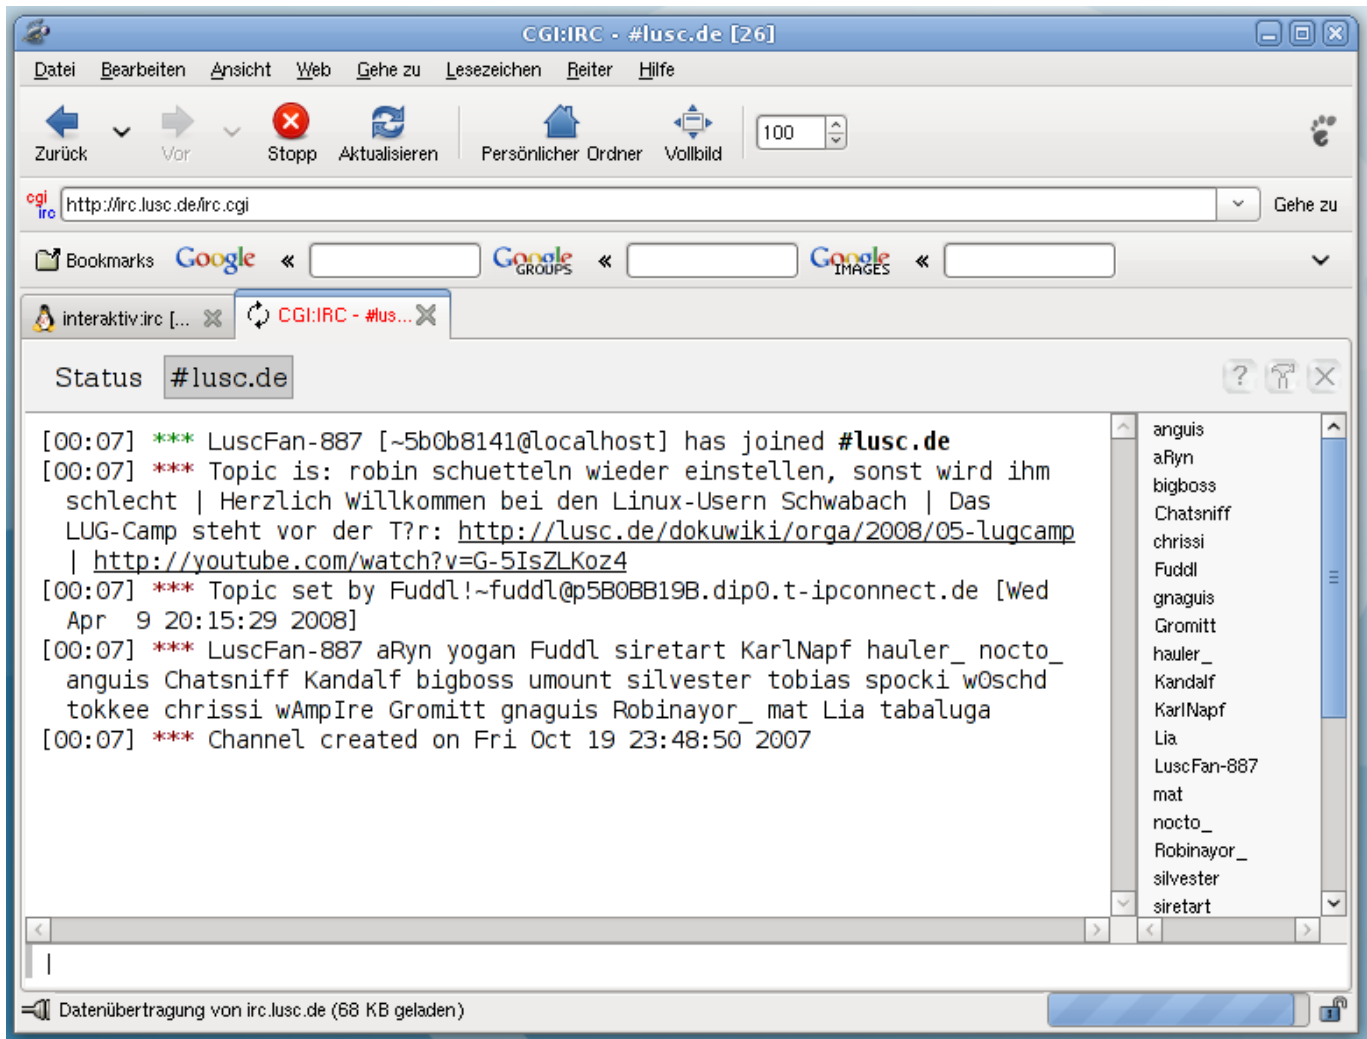 CGI:IRC - #lusc.de [26]
Datei Bearbeiten Ansicht Web Gehe zu Lesezeichen Reiter Hilfe
Zurück Vor Stopp Aktualisieren Persönlicher Ordner Vollbild 100
cgi irc http://irc.lusc.de/irc.cgi Gehe zu
Bookmarks Google « Google GROUPS « Google IMAGES «
interaktiv:irc [... CGI:IRC - #lus...
Status #lusc.de ?
[00:07] *** LuscFan-887 [~5b0b8141@localhost] has joined #lusc.de
[00:07] *** Topic is: robin schuetteln wieder einstellen, sonst wird ihm
schlecht | Herzlich Willkommen bei den Linux-Usern Schwabach | Das
LUG-Camp steht vor der T?r: http://lusc.de/dokuwiki/orga/2008/05-lugcamp
| http://youtube.com/watch?v=G-5IsZLKoz4
[00:07] *** Topic set by Fuddl!~fuddl@p5B0BB19B.dip0.t-ipconnect.de [Wed
Apr  9 20:15:29 2008]
[00:07] *** LuscFan-887 aRyn yogan Fuddl siretart KarlNapf hauler_ nocto_
anguis Chatsniff Kandalf bigboss umount silvester tobias spocki w0schd
tokkee chrissi wAmpIre Gromitt gnaguis Robinayor_ mat Lia tabaluga
[00:07] *** Channel created on Fri Oct 19 23:48:50 2007
anguis
aRyn
bigboss
Chatsniff
chrissi
Fuddl
gnaguis
Gromitt
hauler_
Kandalf
KarlNapf
Lia
LuscFan-887
mat
nocto_
Robinayor_
silvester
siretart
Datenübertragung von irc.lusc.de (68 KB geladen)